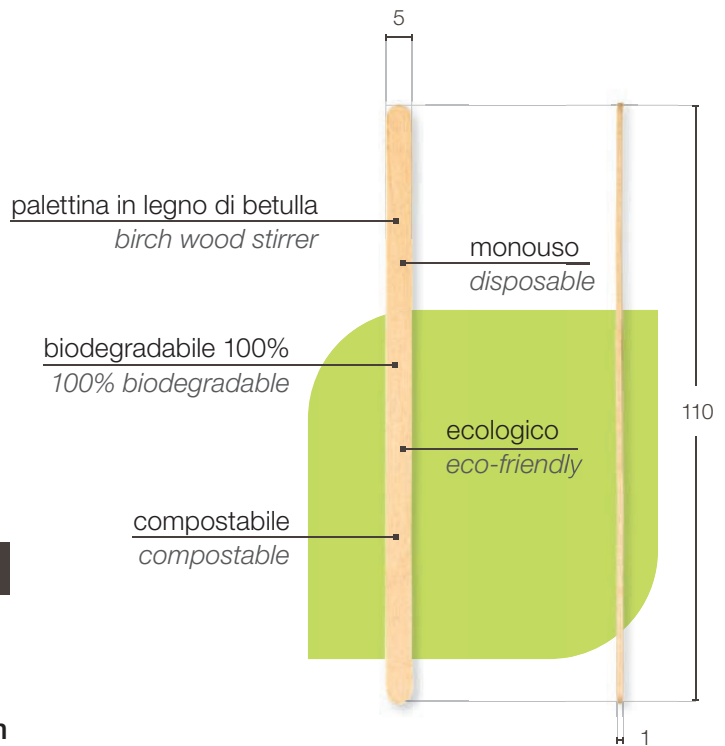 5
palettina in legno di betulla
birch wood stirrer
monouso
disposable
biodegradabile 100%
100% biodegradable
110
ecologico
eco-friendly
compostabile
compostable
1